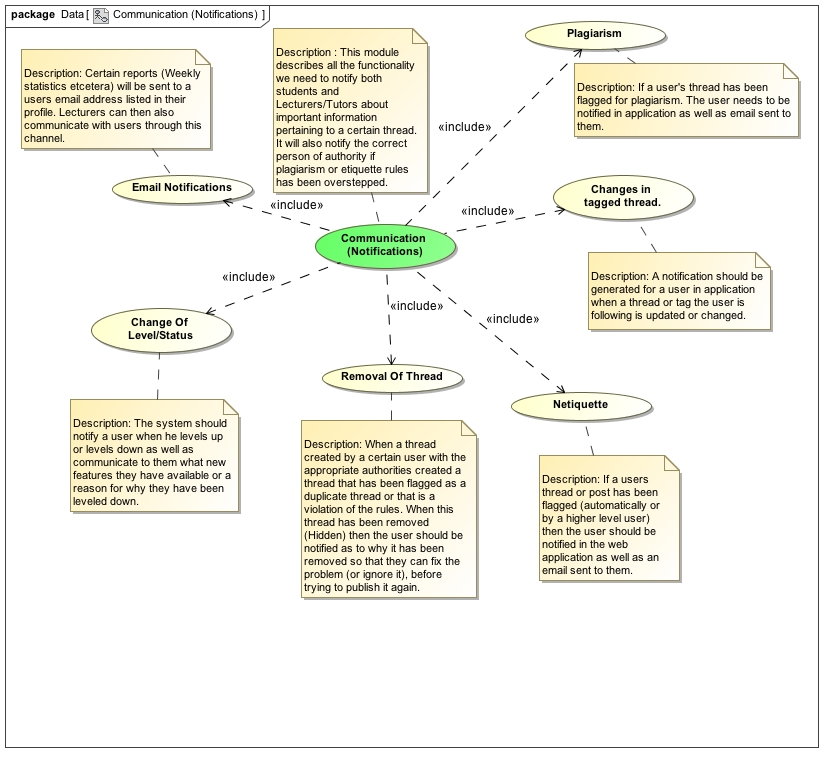 package Data [ Communication (Notifications) ]
Description: Certain reports (Weekly
statistics etcetera) will be sent to a
users email address listed in their
profile. Lecturers can then also
communicate with users through this
channel.
Description : This module
describes all the functionality
we need to notify both
students and
Lecturers/Tutors about
important information
pertaining to a certain thread.
It will also notify the correct
person of authority if
plagiarism or etiquette rules
has been overstepped.
Plagiarism
Description: If a user's thread has been
flagged for plagiarism. The user needs to be
notified in application as well as email sent to
them.
«include»
Email Notifications
«include»
«include»
Changes in
tagged thread.
Communication
(Notifications)
Description: A notification should be
generated for a user in application
when a thread or tag the user is
following is updated or changed.
«include»
«include»
«include»
Change Of
Level/Status
Removal Of Thread
Netiquette
Description: The system should
notify a user when he levels up
or levels down as well as
communicate to them what new
features they have available or a
reason for why they have been
leveled down.
Description: When a thread
created by a certain user with the
appropriate authorities created a
thread that has been flagged as a
duplicate thread or that is a
violation of the rules. When this
thread has been removed
(Hidden) then the user should be
notified as to why it has been
removed so that they can fix the
problem (or ignore it), before
trying to publish it again.
Description: If a users
thread or post has been
flagged (automatically or
by a higher level user)
then the user should be
notified in the web
application as well as an
email sent to them.